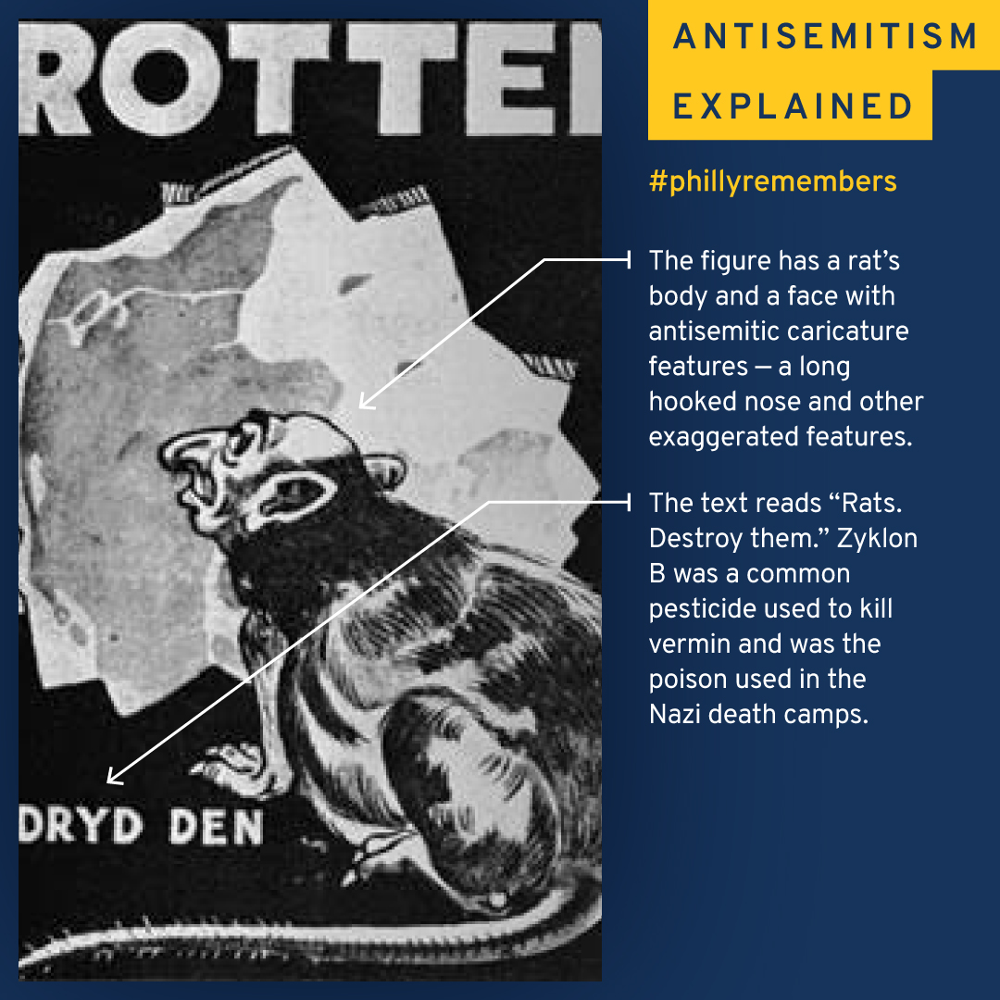 ROTTE
ANTISEMITISM
EXPLAINED
#phillyremembers
The figure has a rat’s
body and a face with
antisemitic caricature
features – a long
hooked nose and other
exaggerated features.
The text reads “Rats.
Destroy them.” Zyklon
B was a common
pesticide used to kill
vermin and was the
poison used in the
Nazi death camps.
DRYD DEN